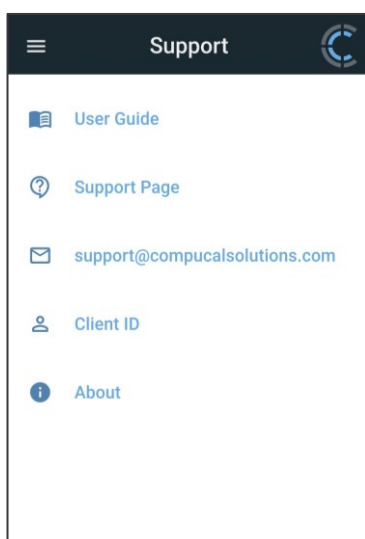 Support
User Guide
Support Page
support@compucalsolutions.com
Client ID
About